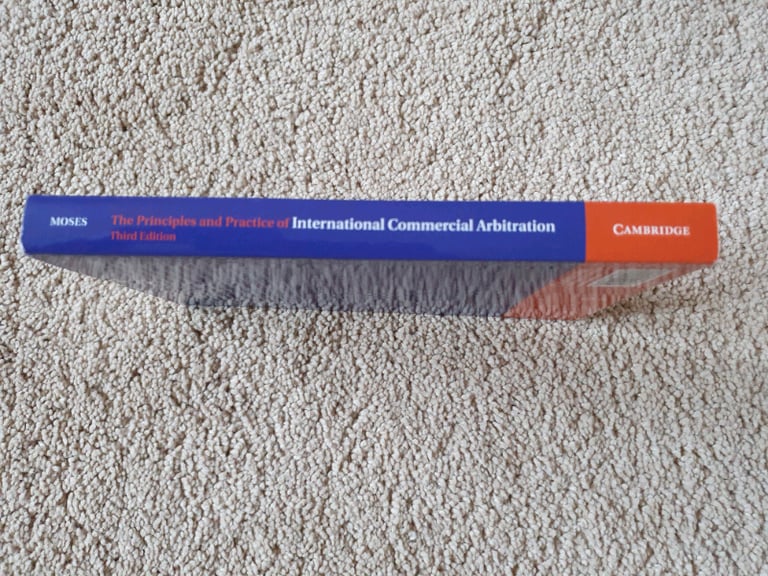 MOSES
The Principles and Practice of International Commercial Arbitration
Third Edition
CAMBRIDGE